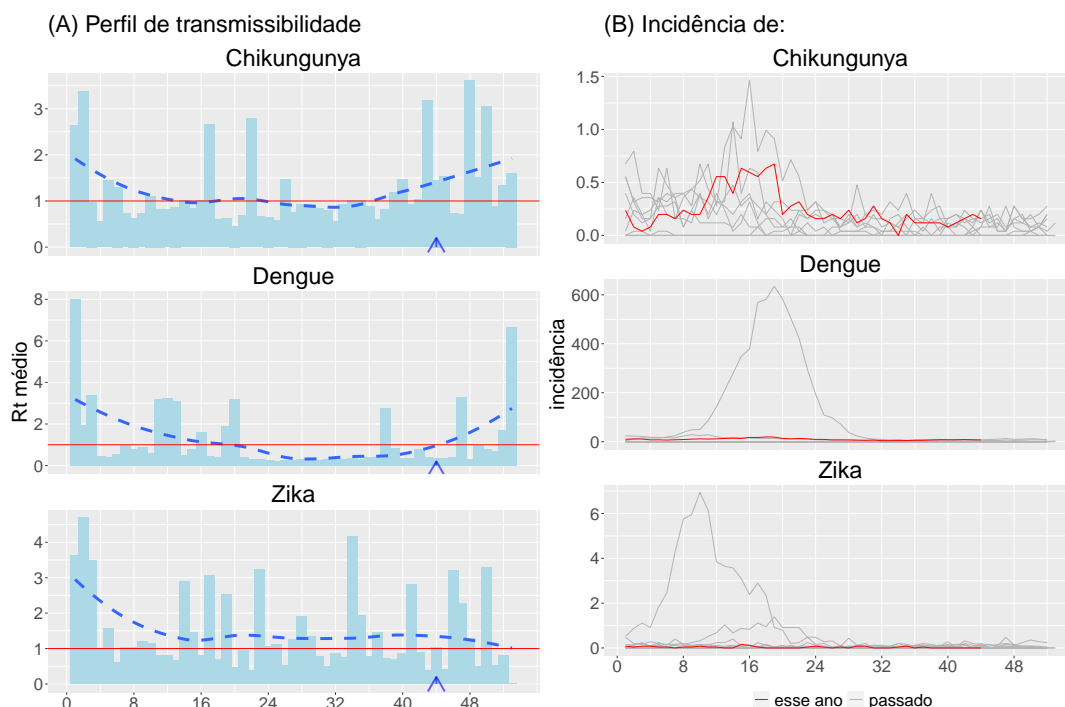 (A) Perfil de transmissibilidade
Chikungunya
3
2
1
0
Dengue
8
6
4
2
0
Rt médio
Zika
4
3
2
1
0
0 8 16 24 32 40 48
(B) Incidência de:
Chikungunya
1.5
1.0
0.5
0.0
Dengue
600
400
200
0
incidência
Zika
6
4
2
0
0 8 16 24 32 40 48
esse ano passado